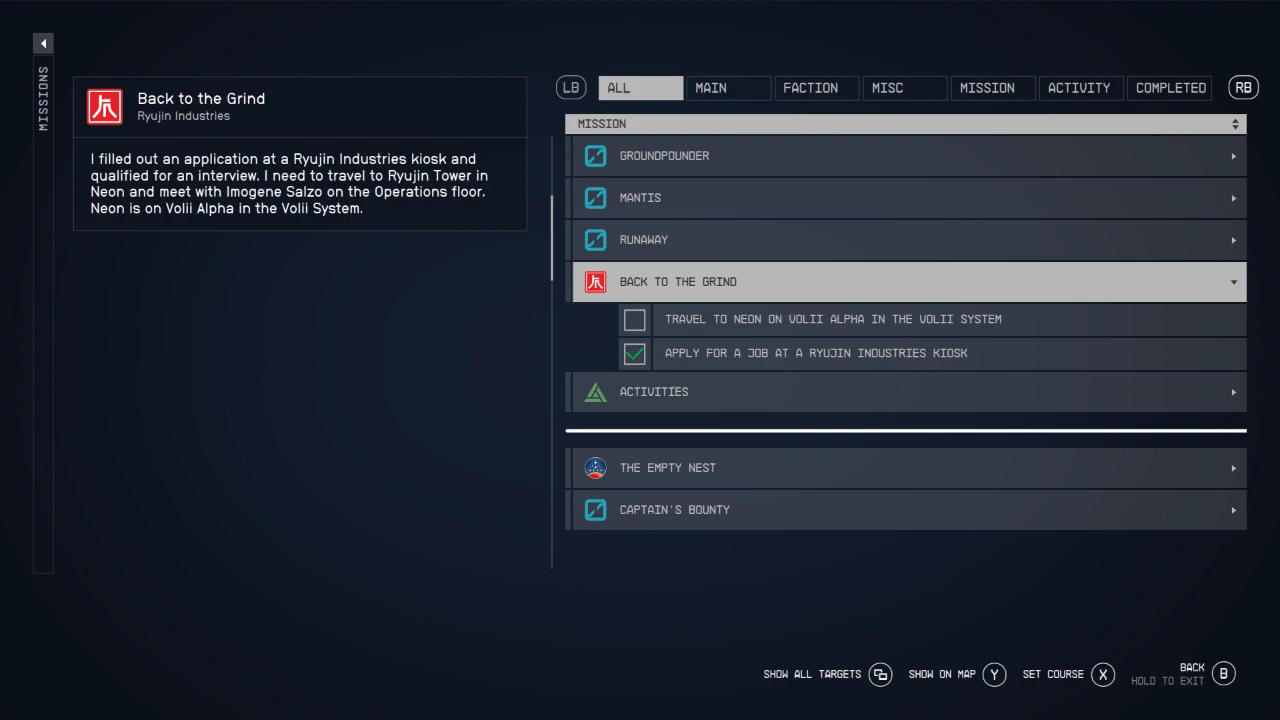 MISSIONS
Back to the Grind
Ryujin Industries
I filled out an application at a Ryujin Industries kiosk and
qualified for an interview. I need to travel to Ryujin Tower in
Neon and meet with Imogene Salzo on the Operations floor.
Neon is on Volii Alpha in the Volii System.
LB ALL MAIN FACTION MISC MISSION ACTIVITY COMPLETED RB
MISSION
GROUNDPOUNDER
MANTIS
RUNAWAY
BACK TO THE GRIND
TRAVEL TO NEON ON VOLII ALPHA IN THE VOLII SYSTEM
APPLY FOR A JOB AT A RYUJIN INDUSTRIES KIOSK
ACTIVITIES
THE EMPTY NEST
CAPTAIN'S BOUNTY
SHOW ALL TARGETS SHOW ON MAP Y SET COURSE X BACK B
HOLD TO EXIT